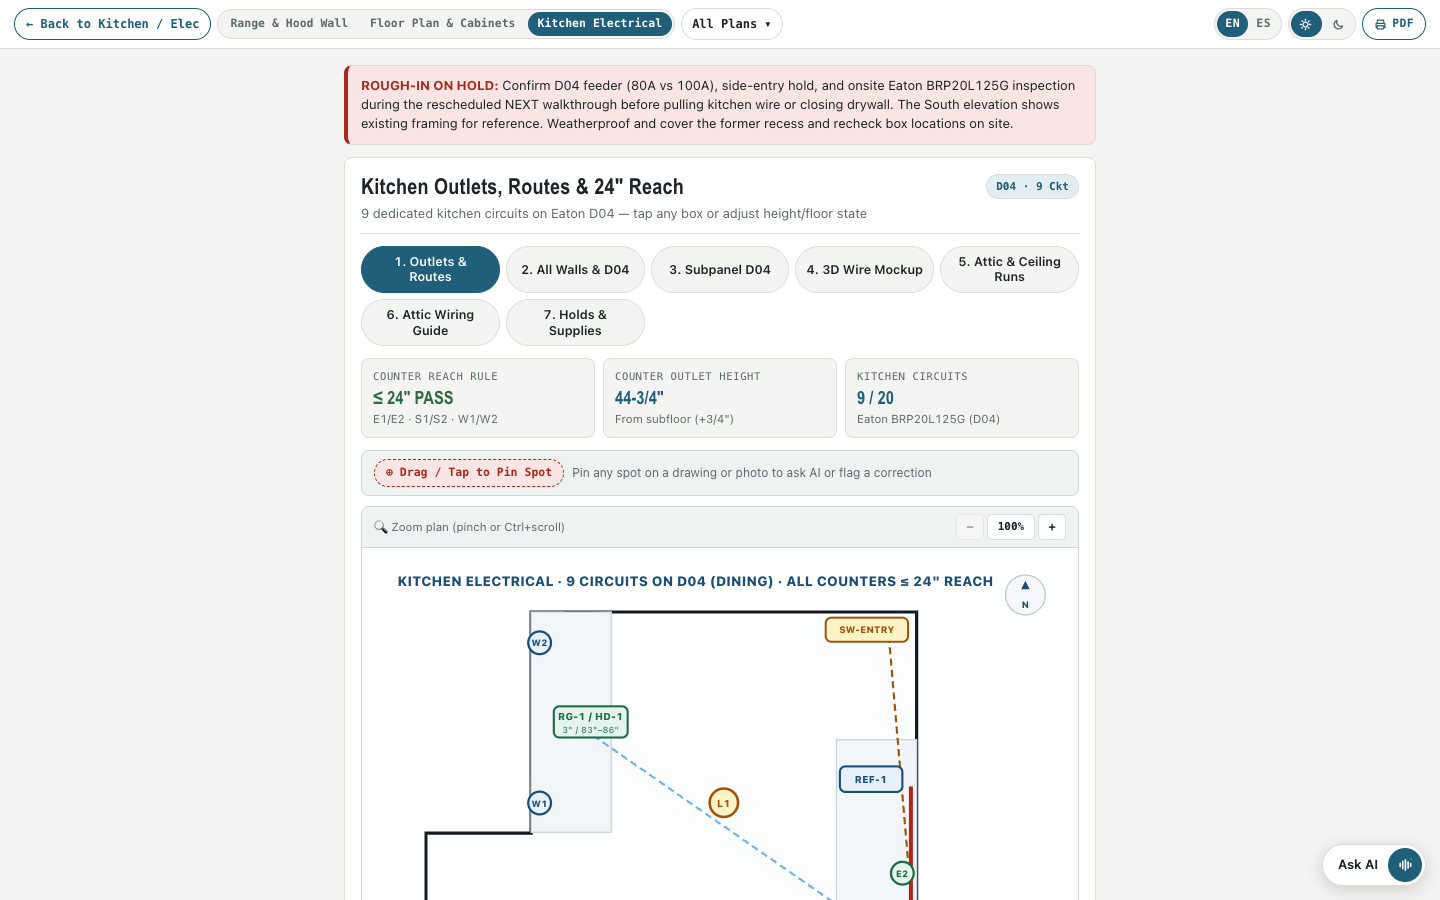 ← Back to Kitchen / Elec
Range & Hood Wall
Floor Plan & Cabinets
Kitchen Electrical
All Plans ▾
EN
ES
PDF
ROUGH-IN ON HOLD: Confirm D04 feeder (80A vs 100A), side-entry hold, and onsite Eaton BRP20L125G inspection
during the rescheduled NEXT walkthrough before pulling kitchen wire or closing drywall. The South elevation shows
existing framing for reference. Weatherproof and cover the former recess and recheck box locations on site.
Kitchen Outlets, Routes & 24" Reach
D04 · 9 Ckt
9 dedicated kitchen circuits on Eaton D04 — tap any box or adjust height/floor state
1. Outlets &
Routes
2. All Walls & D04
3. Subpanel D04
4. 3D Wire Mockup
5. Attic & Ceiling
Runs
6. Attic Wiring
Guide
7. Holds &
Supplies
COUNTER REACH RULE
≤ 24" PASS
E1/E2 · S1/S2 · W1/W2
COUNTER OUTLET HEIGHT
44-3/4"
From subfloor (+3/4")
KITCHEN CIRCUITS
9 / 20
Eaton BRP20L125G (D04)
⊕ Drag / Tap to Pin Spot
Pin any spot on a drawing or photo to ask AI or flag a correction
🔍 Zoom plan (pinch or Ctrl+scroll)
−
100%
+
KITCHEN ELECTRICAL · 9 CIRCUITS ON D04 (DINING) · ALL COUNTERS ≤ 24" REACH
▲
N
SW-ENTRY
W2
RG-1 / HD-1
3" / 83"–86"
REF-1
W1
L1
E2
Ask AI